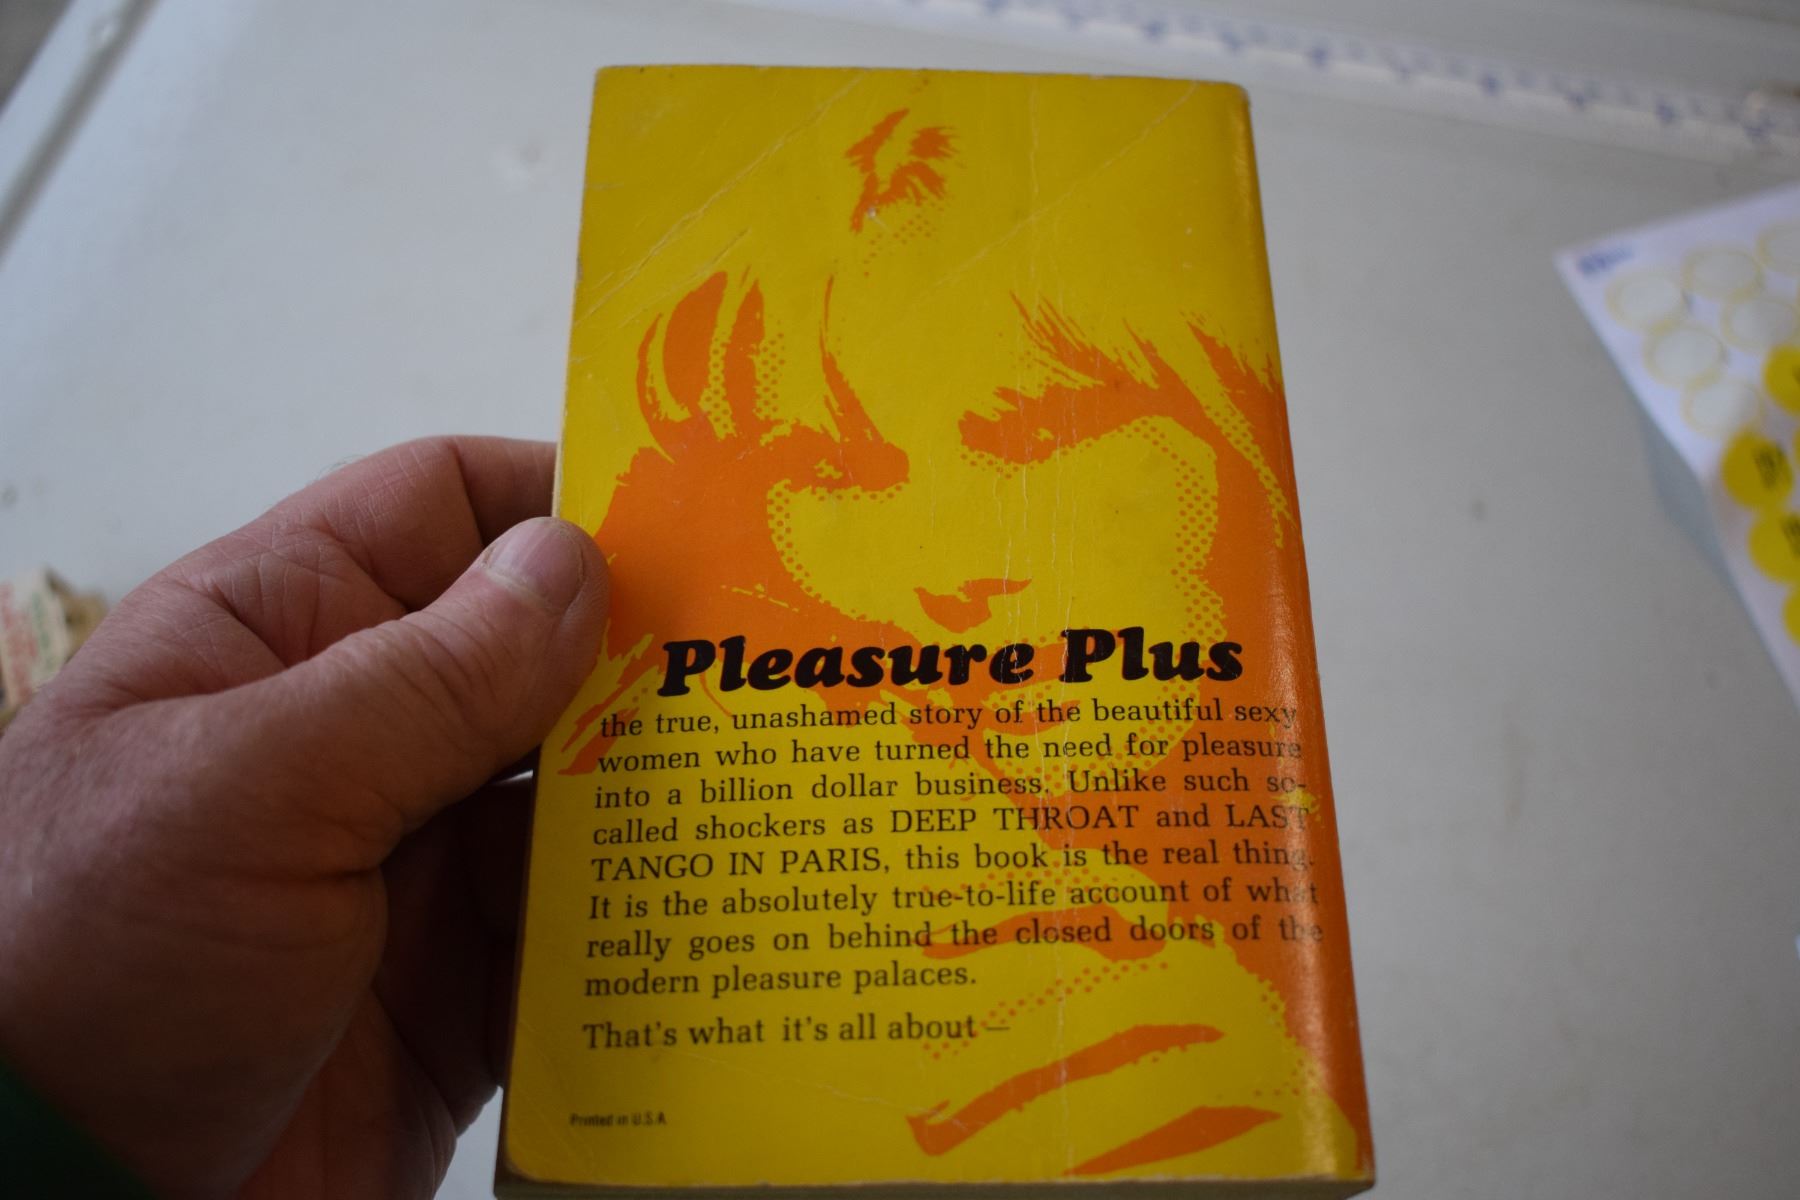 Pleasure Plus
the true, unashamed story of the beautiful sexy
women who have turned the need for pleasure
into a billion dollar business. Unlike such so-
called shockers as DEEP THROAT and LAST
TANGO IN PARIS, this book is the real thing.
It is the absolutely true-to-life account of what
really goes on behind the closed doors of the
modern pleasure palaces.
That's what it's all about—
Printed in U.S.A.